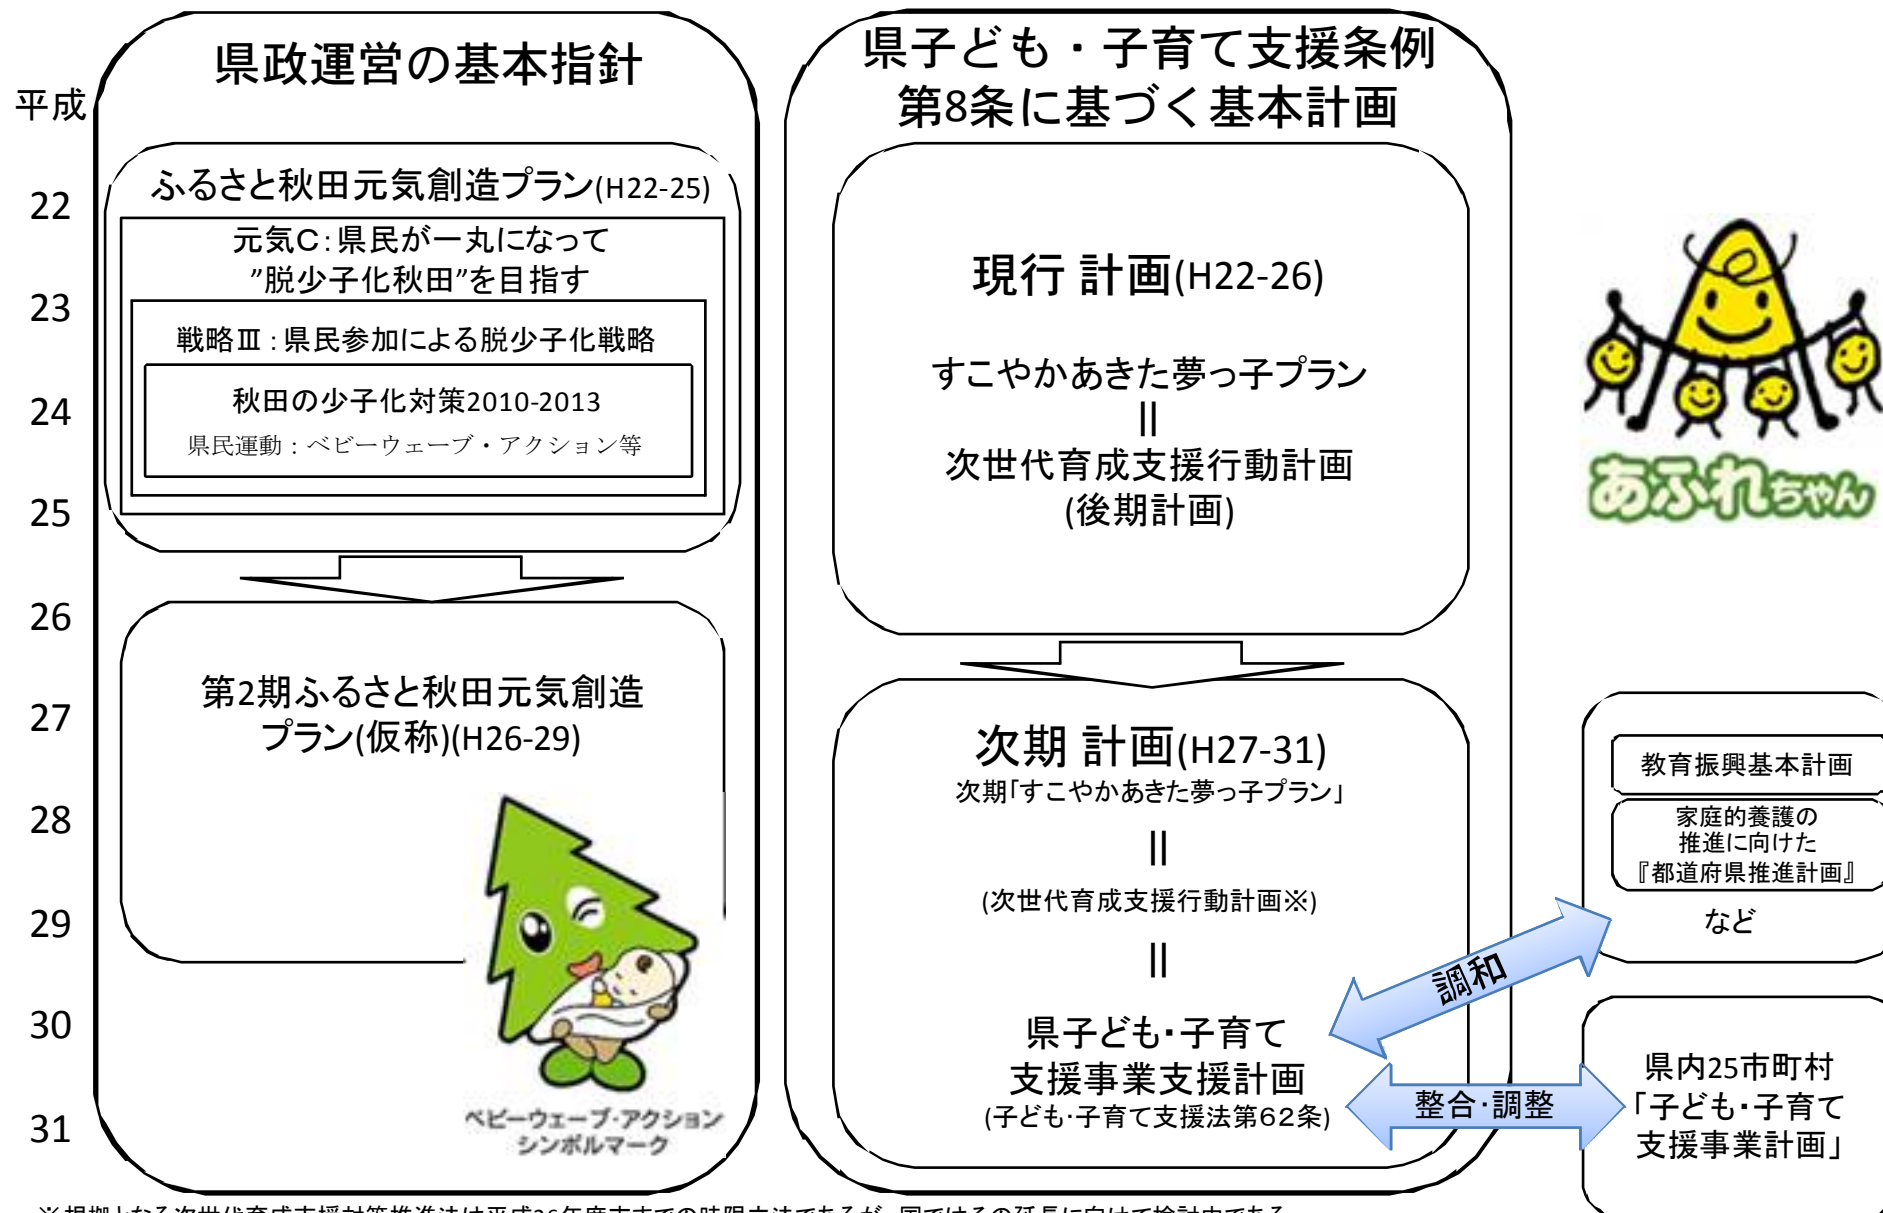 平成
22
23
24
25
26
27
28
29
30
31
県政運営の基本指針
ふるさと秋田元気創造プラン(H22-25)
元気C:県民が一丸になって
”脱少子化秋田”を目指す
戦略Ⅲ:県民参加による脱少子化戦略
秋田の少子化対策2010-2013
県民運動:ベビーウェーブ・アクション等
第2期ふるさと秋田元気創造
プラン(仮称)(H26-29)
ベビーウェーブ・アクション
シンボルマーク
県子ども・子育て支援条例
第8条に基づく基本計画
現行 計画(H22-26)
すこやかあきた夢っ子プラン
||
次世代育成支援行動計画
(後期計画)
次期 計画(H27-31)
次期「すこやかあきた夢っ子プラン」
||
(次世代育成支援行動計画※)
||
県子ども・子育て
支援事業支援計画
(子ども・子育て支援法第62条)
あふれちゃん
教育振興基本計画
家庭的養護の
推進に向けた
『都道府県推進計画』
など
調和
整合・調整
県内25市町村
「子ども・子育て
支援事業計画」